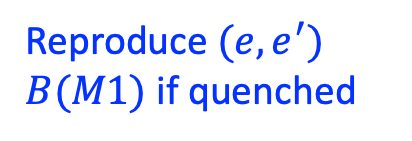 Reproduce (e, e′)
B(M1) if quenched